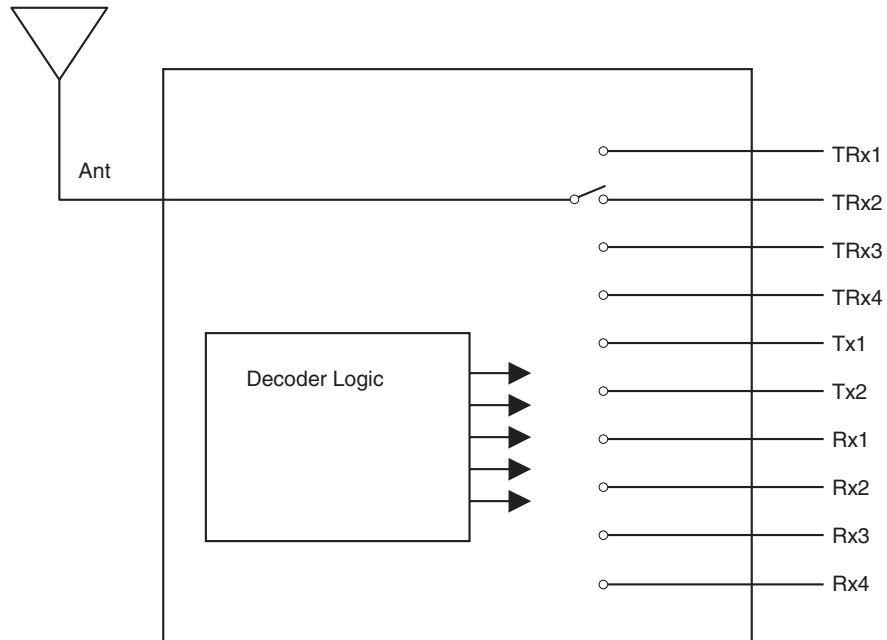 Ant
TRx1
TRx2
TRx3
TRx4
Tx1
Tx2
Rx1
Rx2
Rx3
Rx4
Decoder Logic